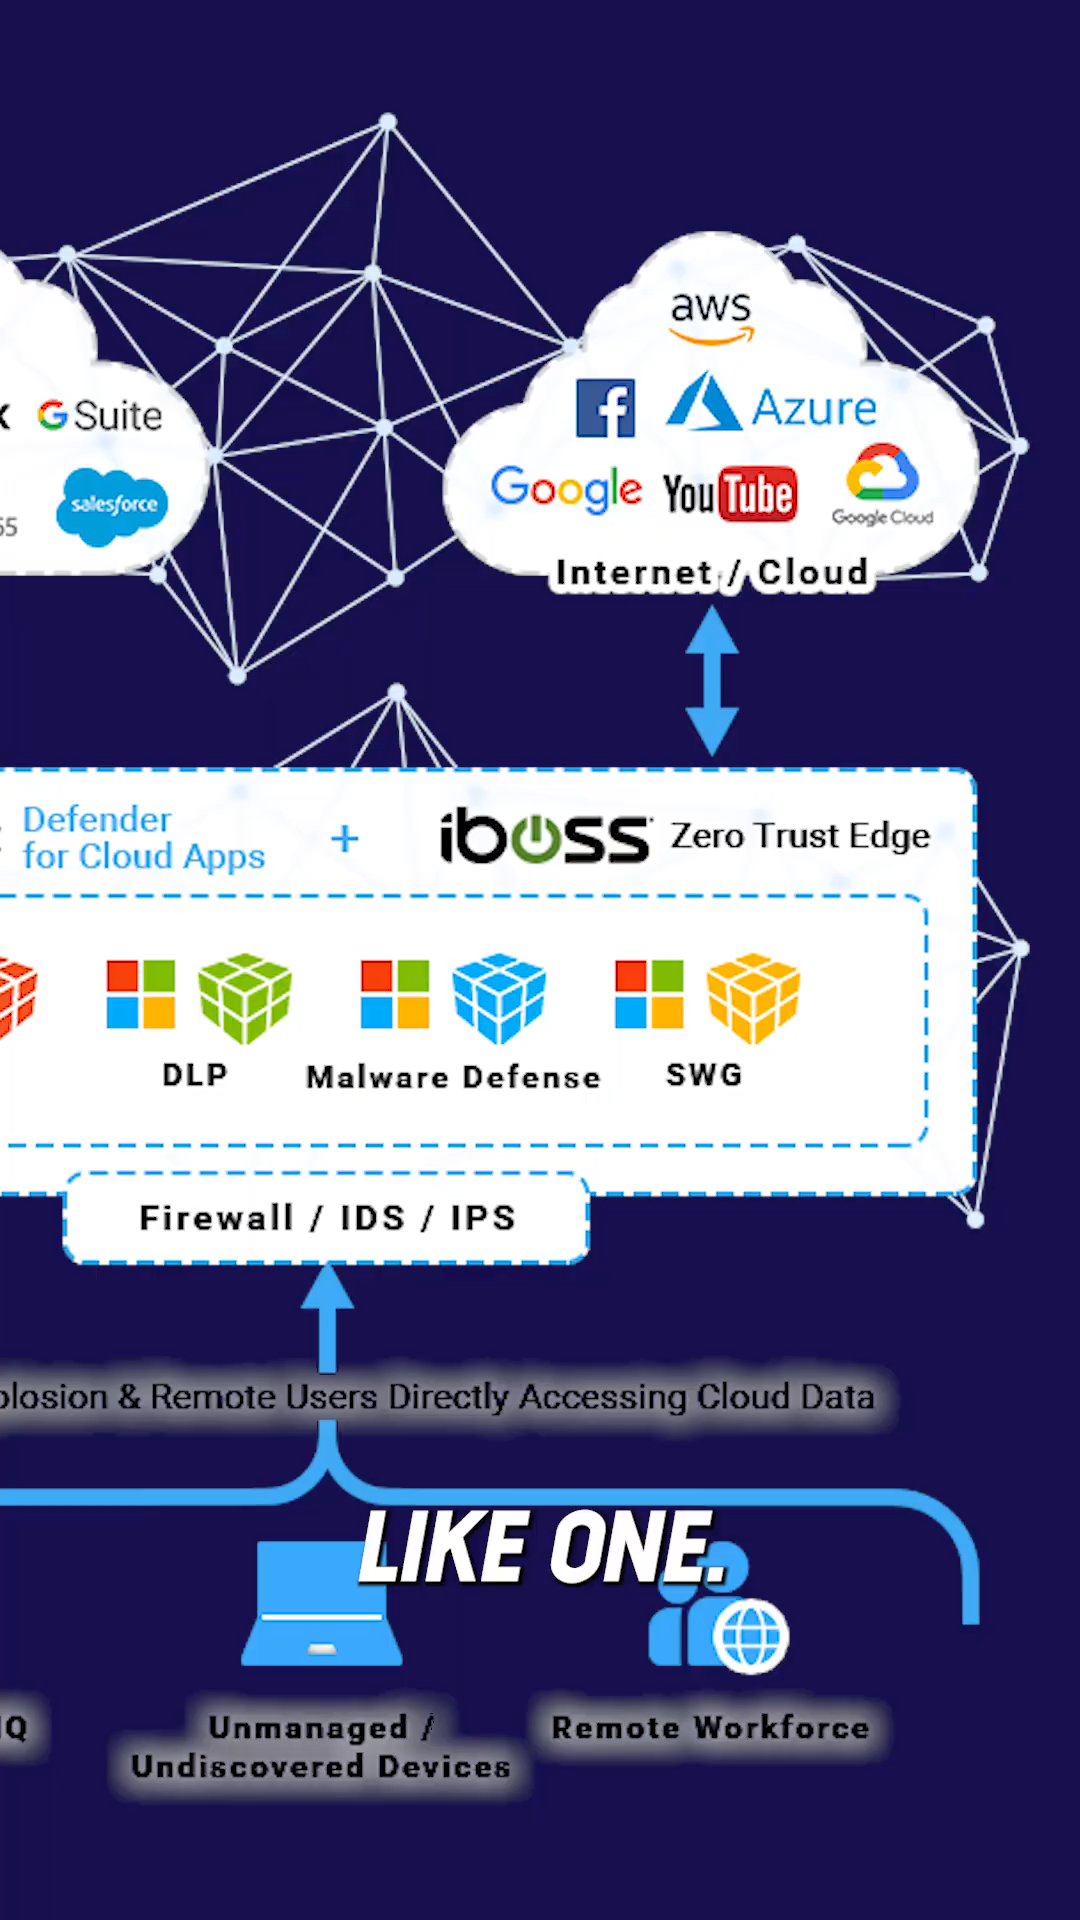 aws
f
Azure
G Suite
Google
YouTube
salesforce
Google Cloud
Internet / Cloud
Defender
for Cloud Apps
+
iboss Zero Trust Edge
DLP
Malware Defense
SWG
Firewall / IDS / IPS
& Remote Users Directly Accessing Cloud Data
LIKE ONE.
Unmanaged /
Undiscovered Devices
Remote Workforce